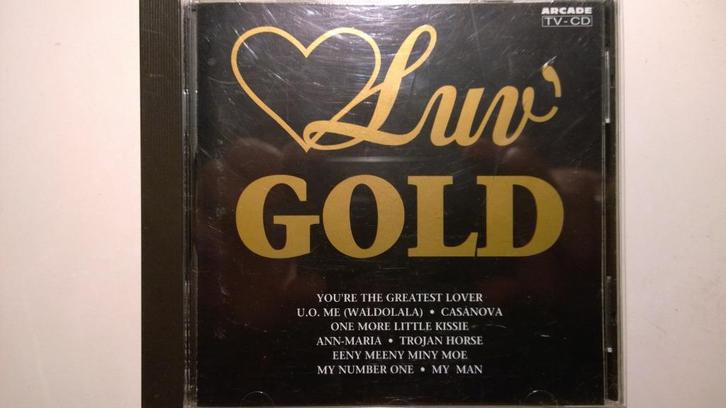 ARCADE
TV-CD
Luv'
GOLD
YOU'RE THE GREATEST LOVER
U.O. ME (WALDOLALA) • CASANOVA
ONE MORE LITTLE KISSIE
ANN-MARIA • TROJAN HORSE
EENY MEENY MINY MOE
MY NUMBER ONE • MY MAN